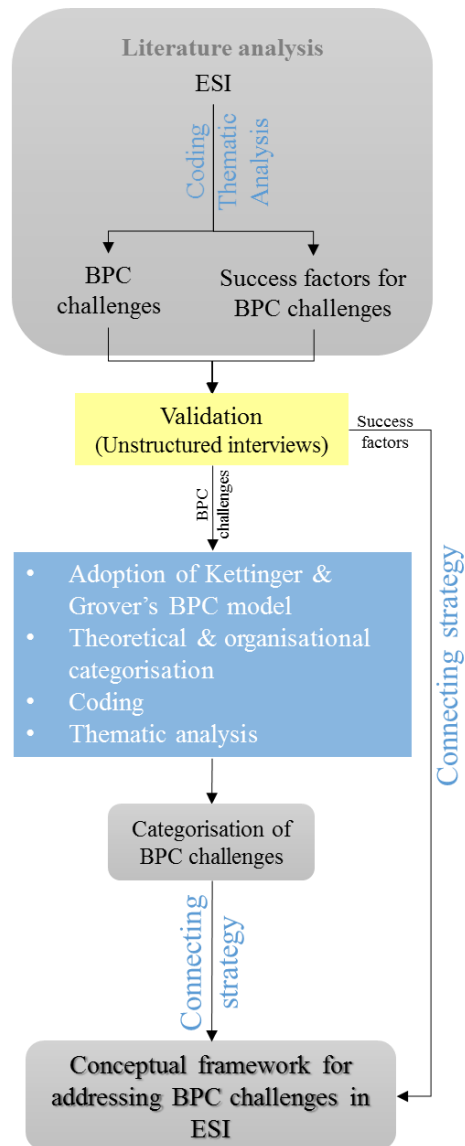 Literature analysis
ESI
Coding
Thematic
Analysis
BPC
challenges
Success factors for
BPC challenges
Validation
(Unstructured interviews)
Success
factors
BPC
challenges
• Adoption of Kettinger &
Grover's BPC model
• Theoretical & organisational
categorisation
• Coding
• Thematic analysis
Connecting strategy
Categorisation of
BPC challenges
Connecting
strategy
Conceptual framework for
addressing BPC challenges in
ESI